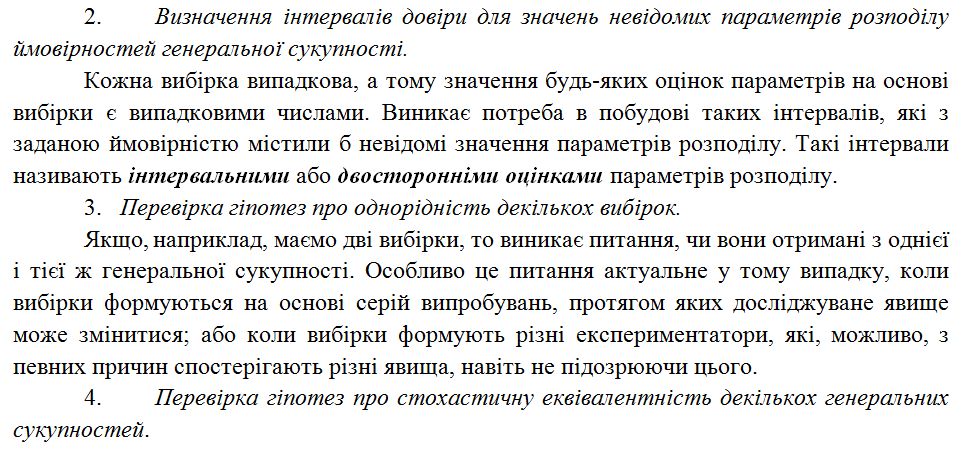 2. Визначення інтервалів довіри для значень невідомих параметрів розподілу
ймовірностей генеральної сукупності.
Кожна вибірка випадкова, а тому значення будь-яких оцінок параметрів на основі
вибірки є випадковими числами. Виникає потреба в побудові таких інтервалів, які з
заданою ймовірністю містили б невідомі значення параметрів розподілу. Такі інтервали
називають інтервальними або двосторонніми оцінками параметрів розподілу.
3. Перевірка гіпотез про однорідність декількох вибірок.
Якщо, наприклад, маємо дві вибірки, то виникає питання, чи вони отримані з однієї
і тієї ж генеральної сукупності. Особливо це питання актуальне у тому випадку, коли
вибірки формуються на основі серій випробувань, протягом яких досліджуване явище
може змінитися; або коли вибірки формують різні експериментатори, які, можливо, з
певних причин спостерігають різні явища, навіть не підозрюючи цього.
4. Перевірка гіпотез про стохастичну еквівалентність декількох генеральних
сукупностей.